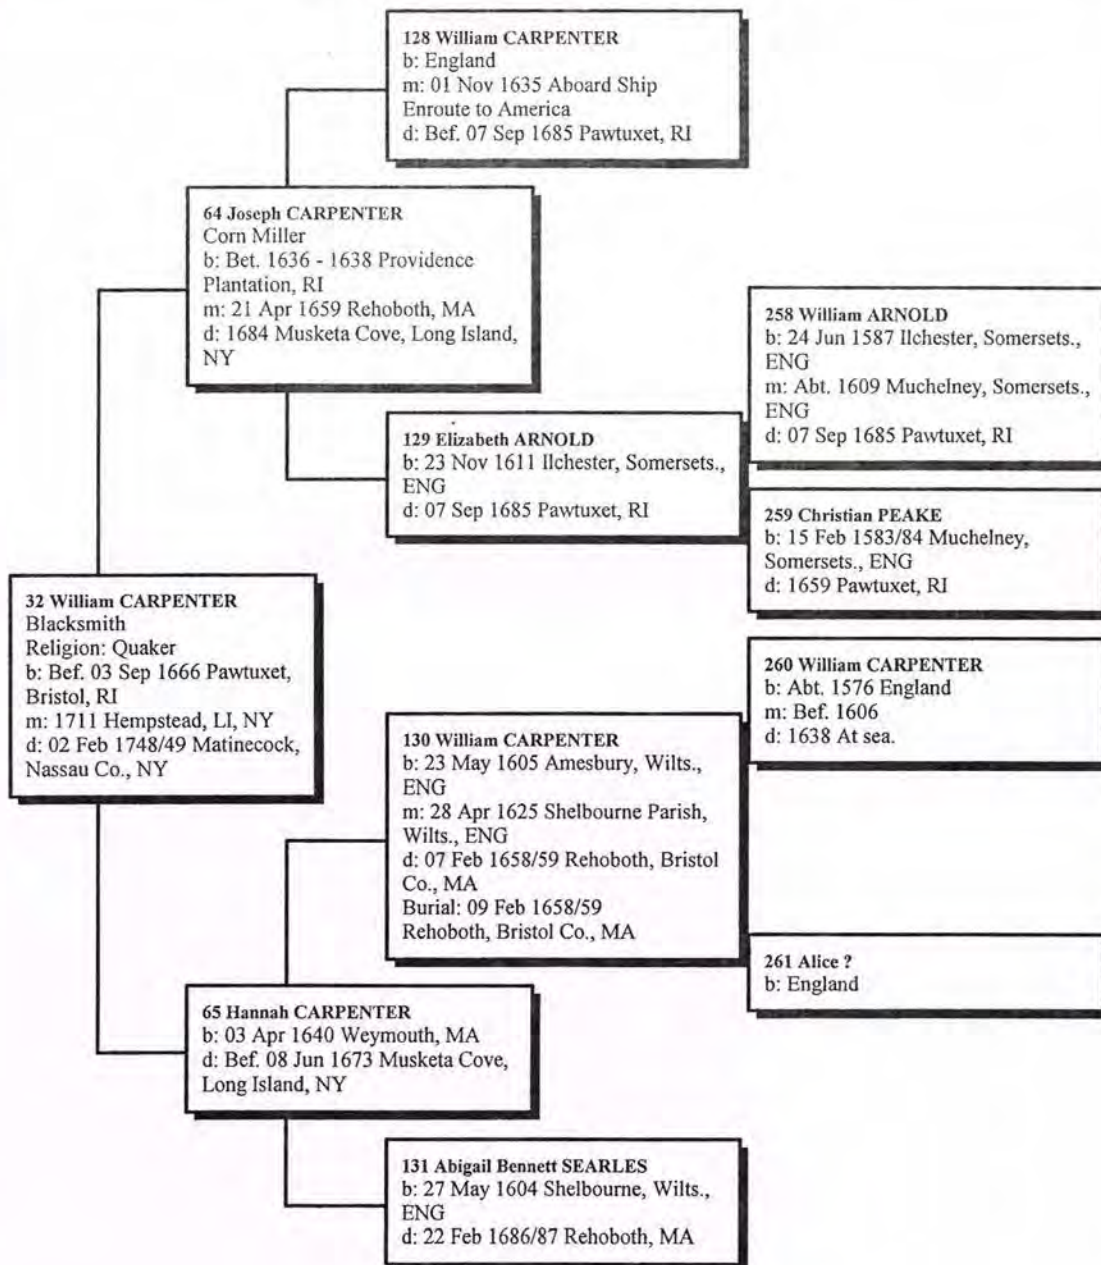 128 William CARPENTER
b: England
m: 01 Nov 1635 Aboard Ship
Enroute to America
d: Bef. 07 Sep 1685 Pawtuxet, RI
64 Joseph CARPENTER
Corn Miller
b: Bet. 1636 - 1638 Providence
Plantation, RI
m: 21 Apr 1659 Rehoboth, MA
d: 1684 Musketa Cove, Long Island,
NY
258 William ARNOLD
b: 24 Jun 1587 Ilchester, Somersets.,
ENG
m: Abt. 1609 Muchelney, Somersets.,
ENG
d: 07 Sep 1685 Pawtuxet, RI
129 Elizabeth ARNOLD
b: 23 Nov 1611 Ilchester, Somersets.,
ENG
d: 07 Sep 1685 Pawtuxet, RI
259 Christian PEAKE
b: 15 Feb 1583/84 Muchelney,
Somersets., ENG
d: 1659 Pawtuxet, RI
32 William CARPENTER
Blacksmith
Religion: Quaker
b: Bef. 03 Sep 1666 Pawtuxet,
Bristol, RI
m: 1711 Hempstead, LI, NY
d: 02 Feb 1748/49 Matinecock,
Nassau Co., NY
260 William CARPENTER
b: Abt. 1576 England
m: Bef. 1606
d: 1638 At sea.
130 William CARPENTER
b: 23 May 1605 Amesbury, Wilts.,
ENG
m: 28 Apr 1625 Shelbourne Parish,
Wilts., ENG
d: 07 Feb 1658/59 Rehoboth, Bristol
Co., MA
Burial: 09 Feb 1658/59
Rehoboth, Bristol Co., MA
261 Alice ?
b: England
65 Hannah CARPENTER
b: 03 Apr 1640 Weymouth, MA
d: Bef. 08 Jun 1673 Musketa Cove,
Long Island, NY
131 Abigail Bennett SEARLES
b: 27 May 1604 Shelbourne, Wilts.,
ENG
d: 22 Feb 1686/87 Rehoboth, MA